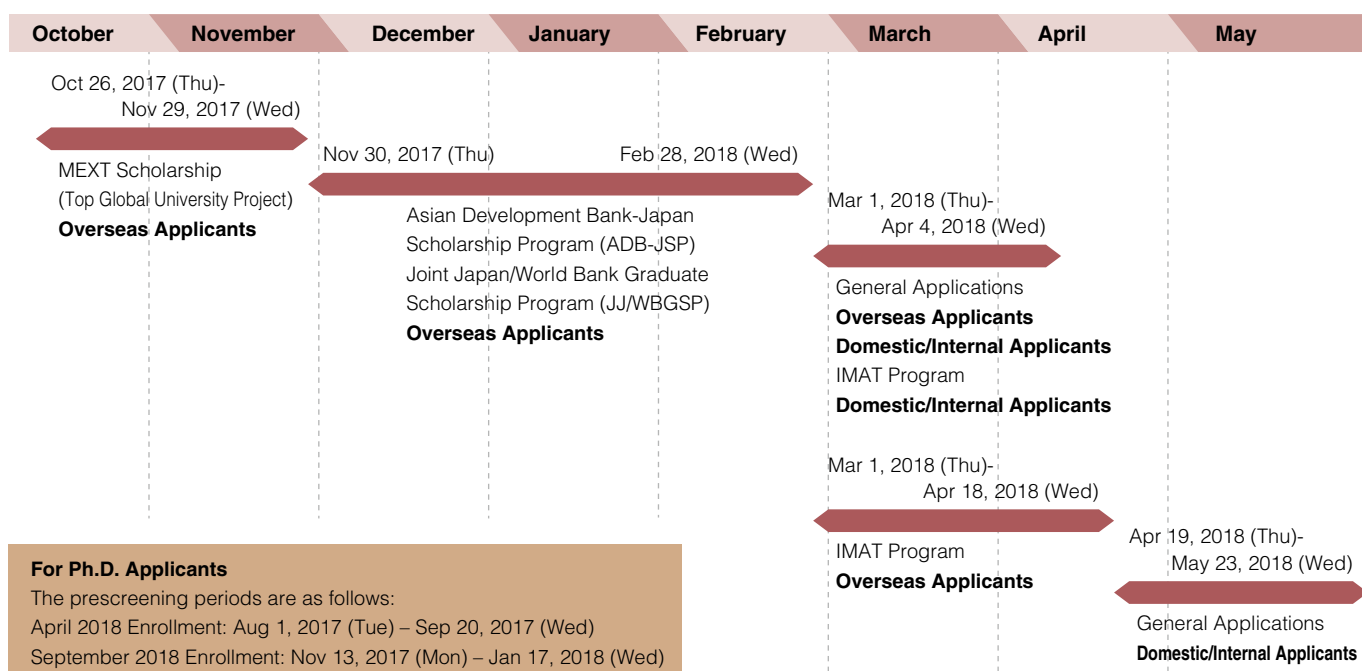 October November December January February March April May
Oct 26, 2017 (Thu)-
Nov 29, 2017 (Wed)
MEXT Scholarship
(Top Global University Project)
Overseas Applicants
Nov 30, 2017 (Thu) Feb 28, 2018 (Wed)
Asian Development Bank-Japan
Scholarship Program (ADB-JSP)
Joint Japan/World Bank Graduate
Scholarship Program (JJ/WBGSP)
Overseas Applicants
Mar 1, 2018 (Thu)-
Apr 4, 2018 (Wed)
General Applications
Overseas Applicants
Domestic/Internal Applicants
IMAT Program
Domestic/Internal Applicants
Mar 1, 2018 (Thu)-
Apr 18, 2018 (Wed)
IMAT Program
Overseas Applicants
Apr 19, 2018 (Thu)-
May 23, 2018 (Wed)
General Applications
Domestic/Internal Applicants
For Ph.D. Applicants
The prescreening periods are as follows:
April 2018 Enrollment: Aug 1, 2017 (Tue) – Sep 20, 2017 (Wed)
September 2018 Enrollment: Nov 13, 2017 (Mon) – Jan 17, 2018 (Wed)